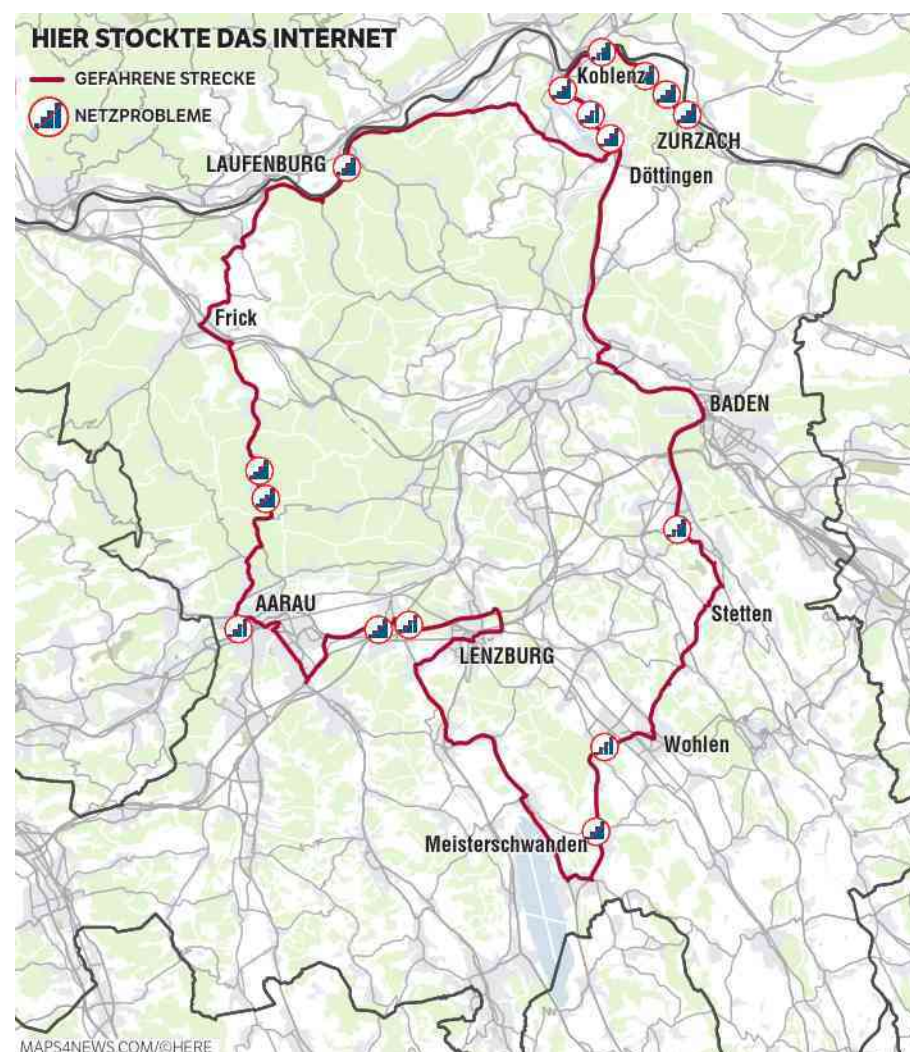 HIER STOCKTE DAS INTERNET
GEFAHRENE STRECKE
NETZPROBLEME
Koblenz
ZURZACH
LAUFENBURG
Döttingen
Frick
BADEN
AARAU
Stetten
LENZBURG
Wohlen
Meisterschwanden
MAPS4NEWS.COM/©HERE